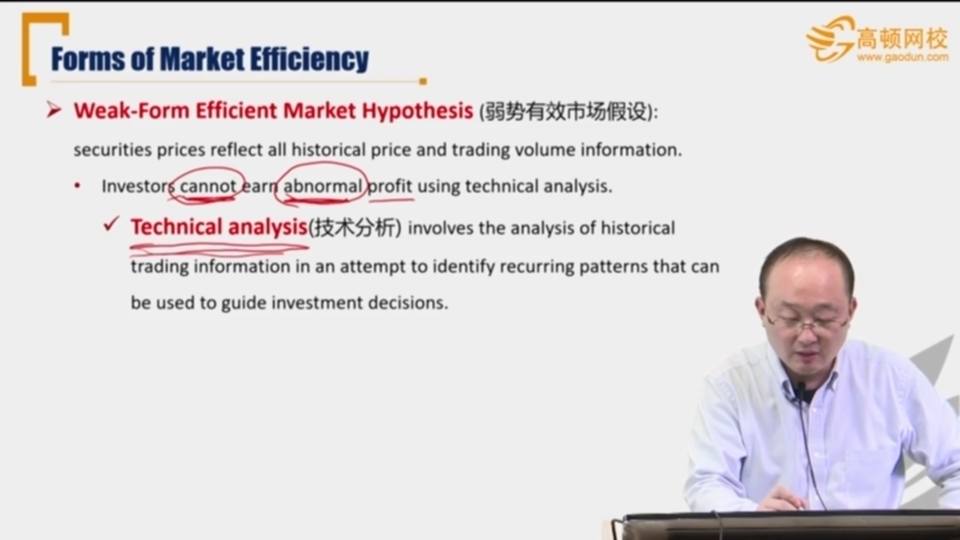 Forms of Market Efficiency
高顿网校
www.gaodun.com
➢ Weak-Form Efficient Market Hypothesis (弱势有效市场假设):
securities prices reflect all historical price and trading volume information.
• Investors cannot earn abnormal profit using technical analysis.
✓ Technical analysis(技术分析) involves the analysis of historical
trading information in an attempt to identify recurring patterns that can
be used to guide investment decisions.